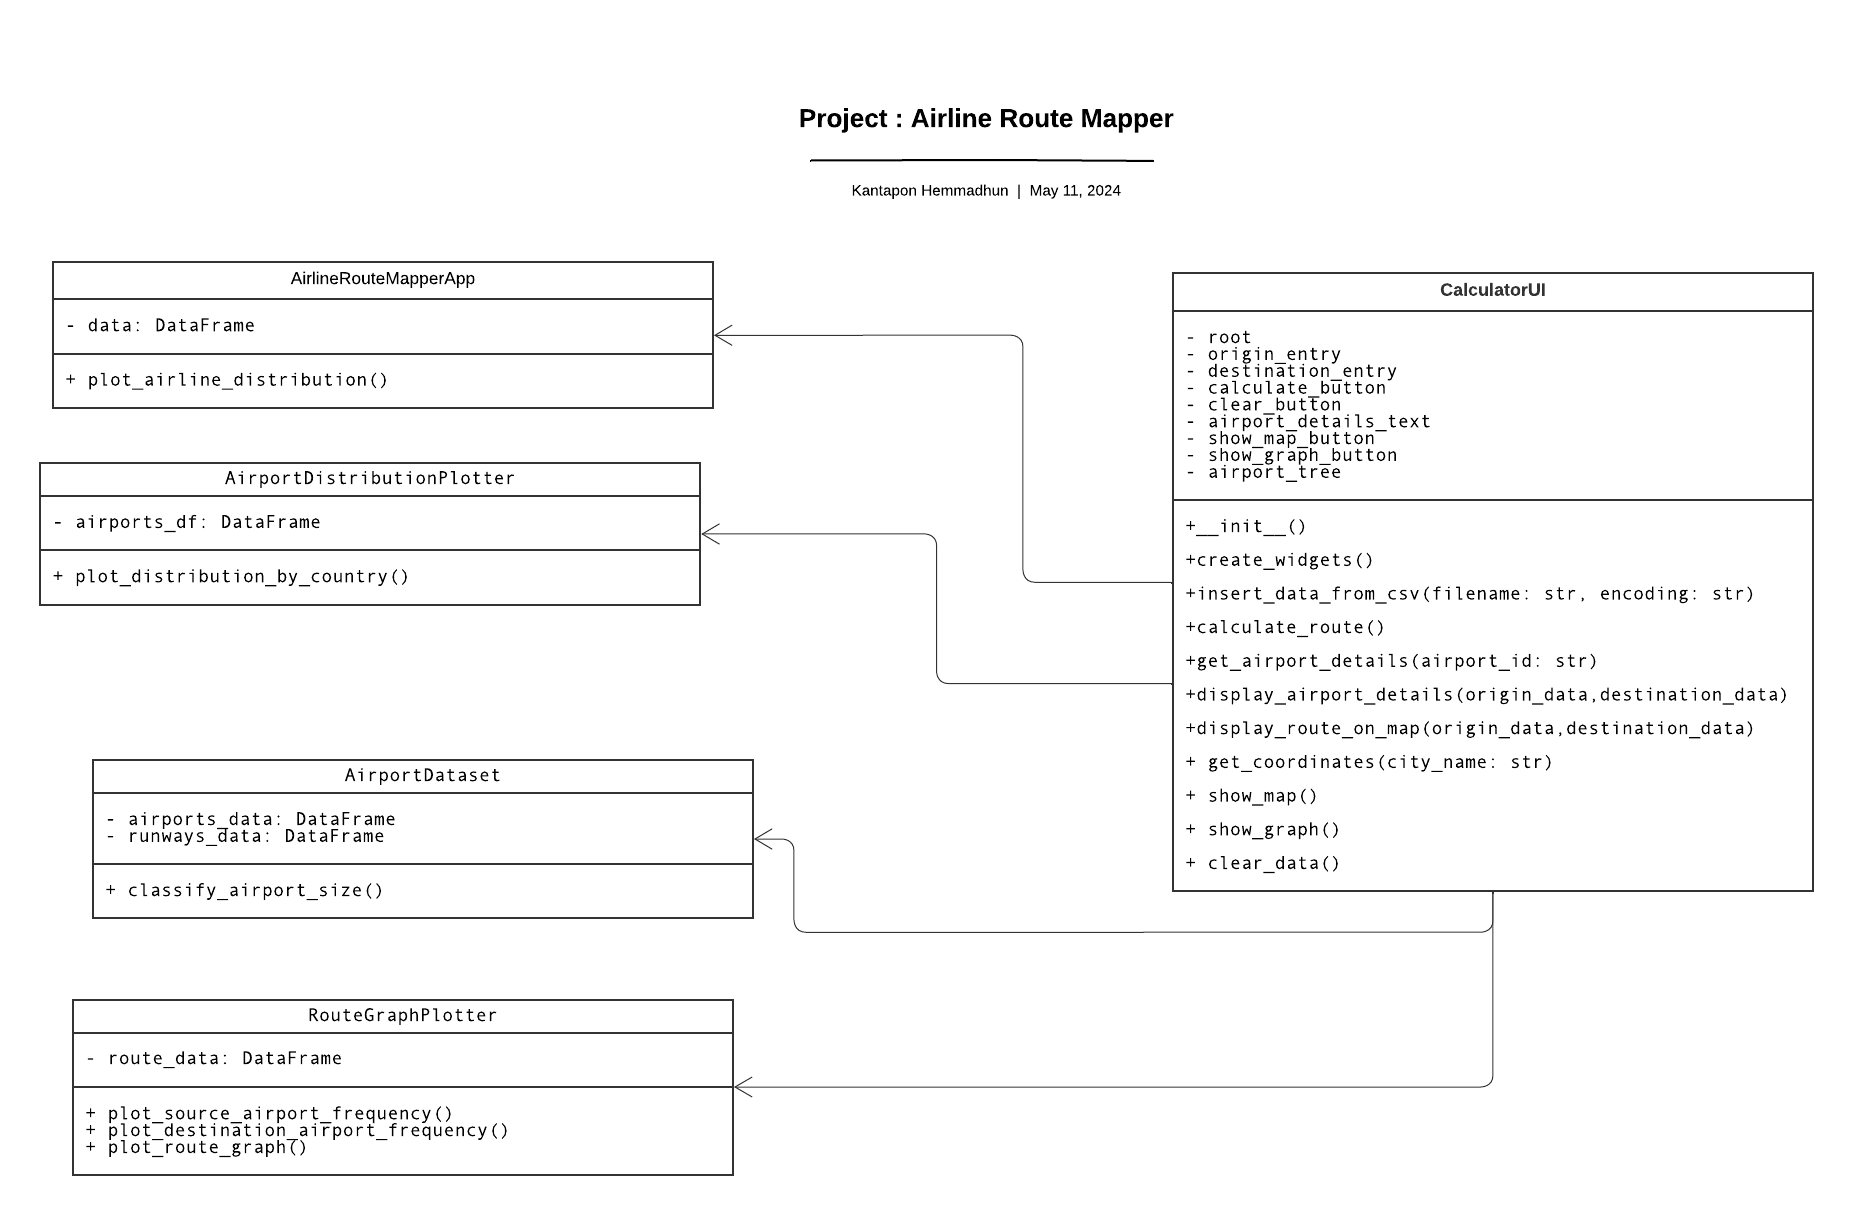 Project : Airline Route Mapper
Kantapon Hemmadhun | May 11, 2024
AirlineRouteMapperApp
- data: DataFrame
+ plot_airline_distribution()
AirportDistributionPlotter
- airports_df: DataFrame
+ plot_distribution_by_country()
AirportDataset
- airports_data: DataFrame
- runways_data: DataFrame
+ classify_airport_size()
RouteGraphPlotter
- route_data: DataFrame
+ plot_source_airport_frequency()
+ plot_destination_airport_frequency()
+ plot_route_graph()
CalculatorUI
- root
- origin_entry
- destination_entry
- calculate_button
- clear_button
- airport_details_text
- show_map_button
- show_graph_button
- airport_tree
+__init__()
+create_widgets()
+insert_data_from_csv(filename: str, encoding: str)
+calculate_route()
+get_airport_details(airport_id: str)
+display_airport_details(origin_data,destination_data)
+display_route_on_map(origin_data,destination_data)
+ get_coordinates(city_name: str)
+ show_map()
+ show_graph()
+ clear_data()